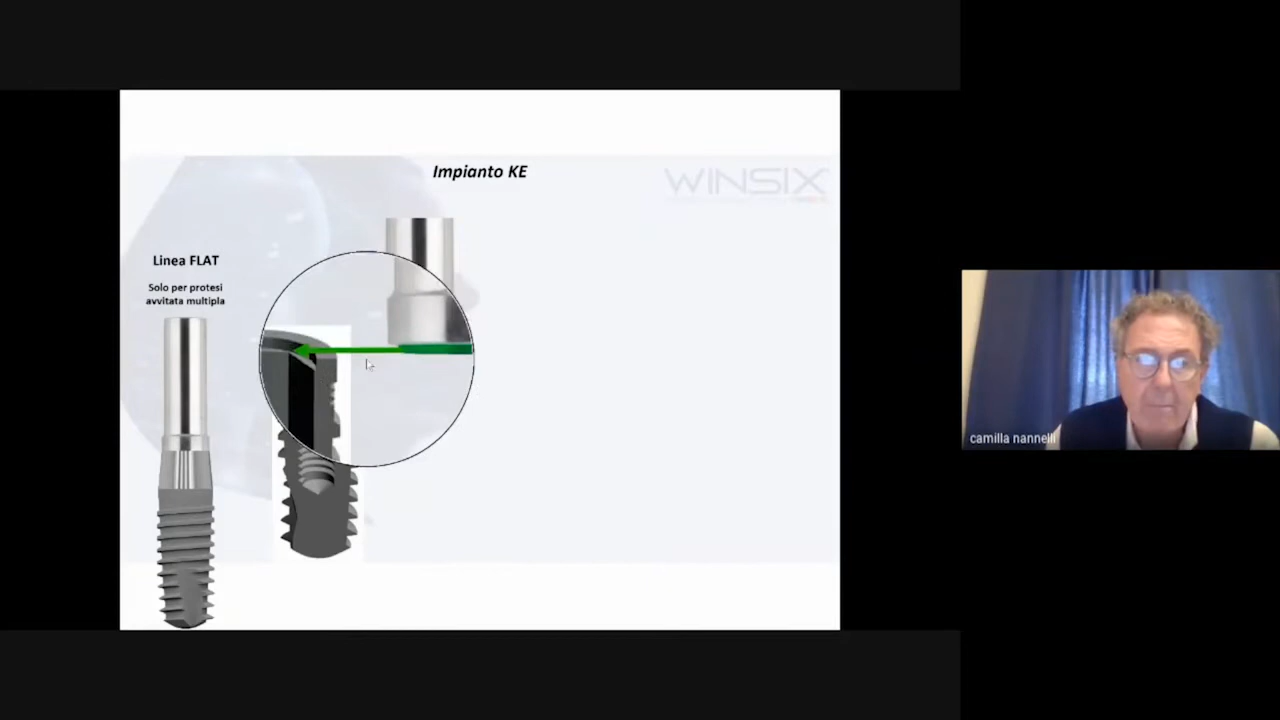 Impianto KE
WINSIX
Linea FLAT
Solo per protesi
avvitata multipla
camilla nannelli